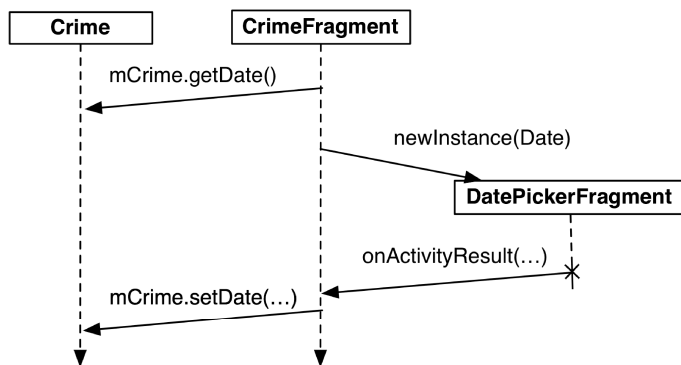 Crime
CrimeFragment
mCrime.getDate()
newInstance(Date)
DatePickerFragment
onActivityResult(…)
mCrime.setDate(…)